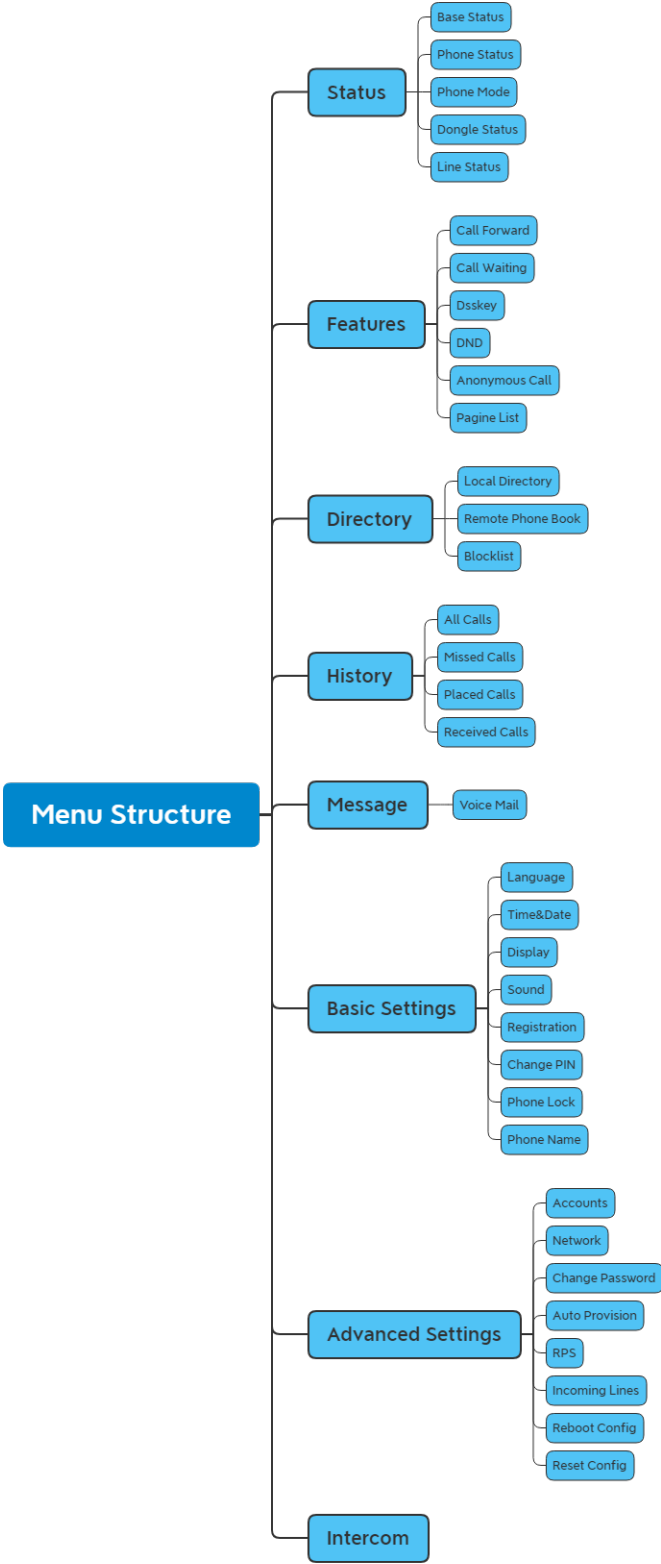 Menu Structure
Status
Base Status
Phone Status
Phone Mode
Dongle Status
Line Status
Features
Call Forward
Call Waiting
Dsskey
DND
Anonymous Call
Pagine List
Directory
Local Directory
Remote Phone Book
Blocklist
History
All Calls
Missed Calls
Placed Calls
Received Calls
Message
Voice Mail
Basic Settings
Language
Time&Date
Display
Sound
Registration
Change PIN
Phone Lock
Phone Name
Advanced Settings
Accounts
Network
Change Password
Auto Provision
RPS
Incoming Lines
Reboot Config
Reset Config
Intercom